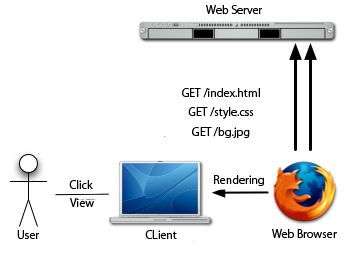 Web Server
GET /index.html
GET /style.css
GET /bg.jpg
Click
View
Rendering
User
CLient
Web Browser